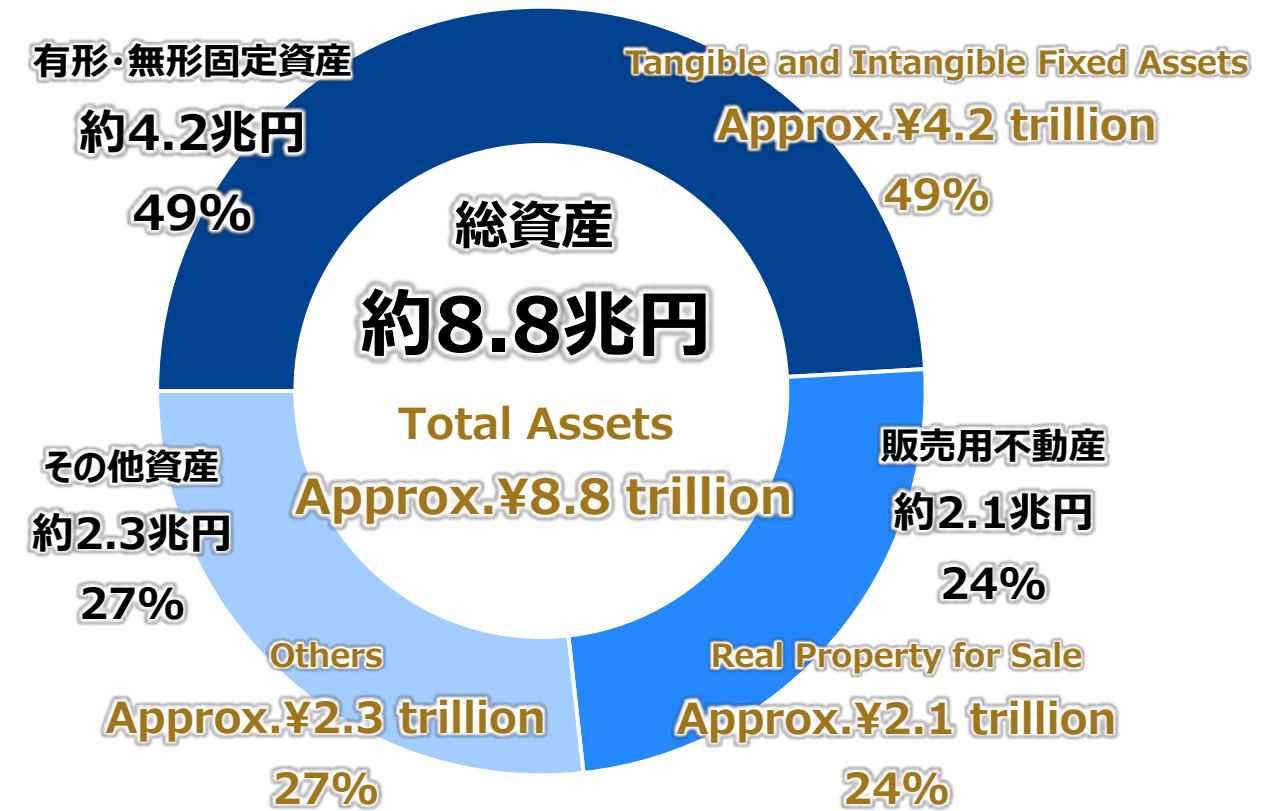 有形･無形固定資産
約4.2兆円
49%
Tangible and Intangible Fixed Assets
Approx.¥4.2 trillion
49%
総資産
約8.8兆円
Total Assets
Approx.¥8.8 trillion
その他資産
約2.3兆円
27%
Others
Approx.¥2.3 trillion
27%
販売用不動産
約2.1兆円
24%
Real Property for Sale
Approx.¥2.1 trillion
24%